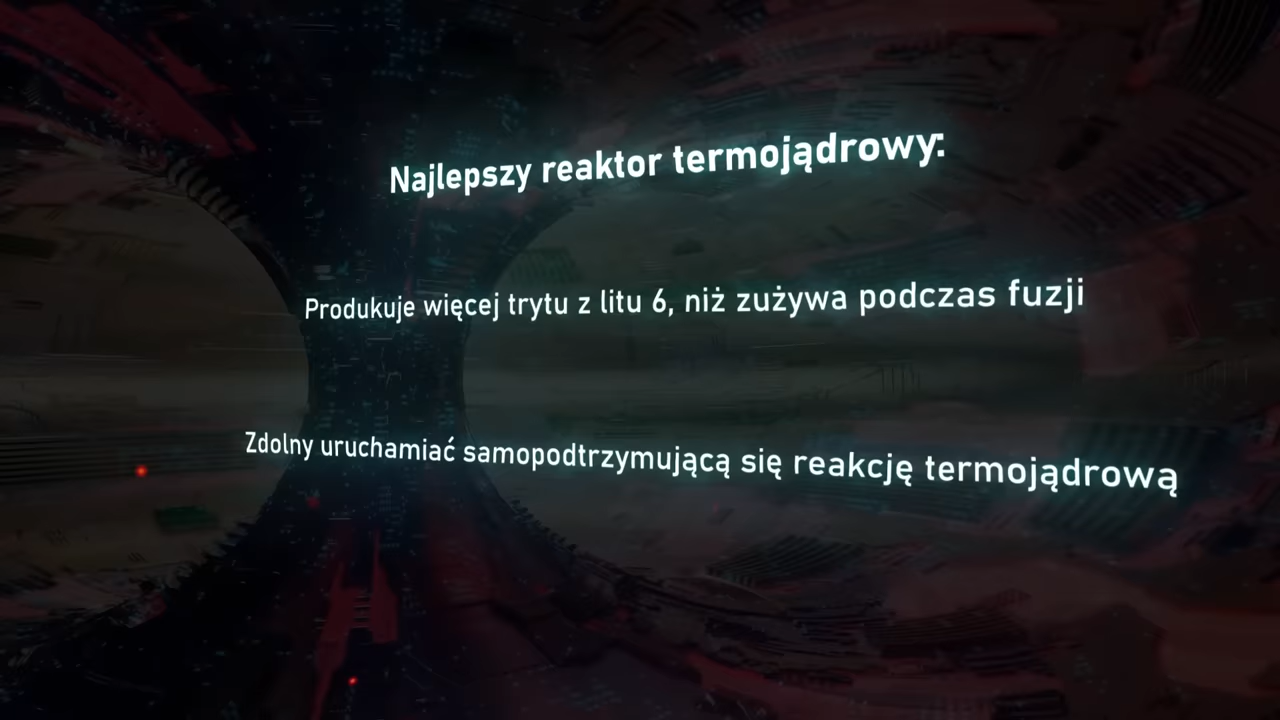 Najlepszy reaktor termojądrowy:
Produkuje więcej trytu z litu 6, niż zużywa podczas fuzji
Zdolny uruchamiać samopodtrzymującą się reakcję termojądrową